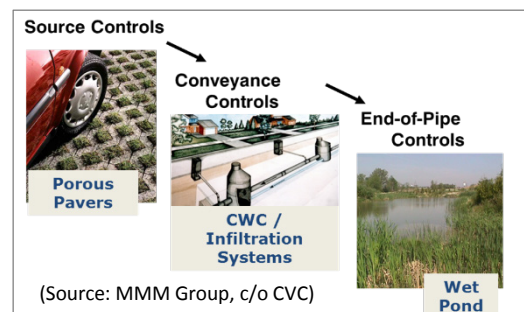 Source Controls
Porous
Pavers
Conveyance
Controls
CWC /
Infiltration
Systems
End-of-Pipe
Controls
Wet
Pond
(Source: MMM Group, c/o CVC)